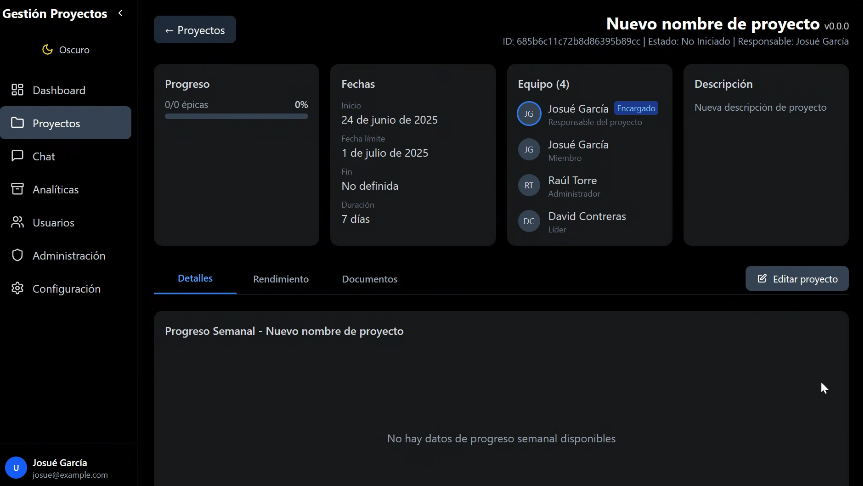 Gestión Proyectos
Oscuro
Dashboard
Proyectos
Chat
Analíticas
Usuarios
Administración
Configuración
U
Josué García
josue@example.com
← Proyectos
Nuevo nombre de proyecto v0.0.0
ID: 685b6c11c72b8d86395b89cc | Estado: No Iniciado | Responsable: Josué García
Progreso
0/0 épicas 0%
Fechas
Inicio
24 de junio de 2025
Fecha límite
1 de julio de 2025
Fin
No definida
Duración
7 días
Equipo (4)
JG Josué García Encargado
Responsable del proyecto
JG Josué García
Miembro
RT Raúl Torre
Administrador
DC David Contreras
Líder
Descripción
Nueva descripción de proyecto
Detalles Rendimiento Documentos Editar proyecto
Progreso Semanal - Nuevo nombre de proyecto
No hay datos de progreso semanal disponibles